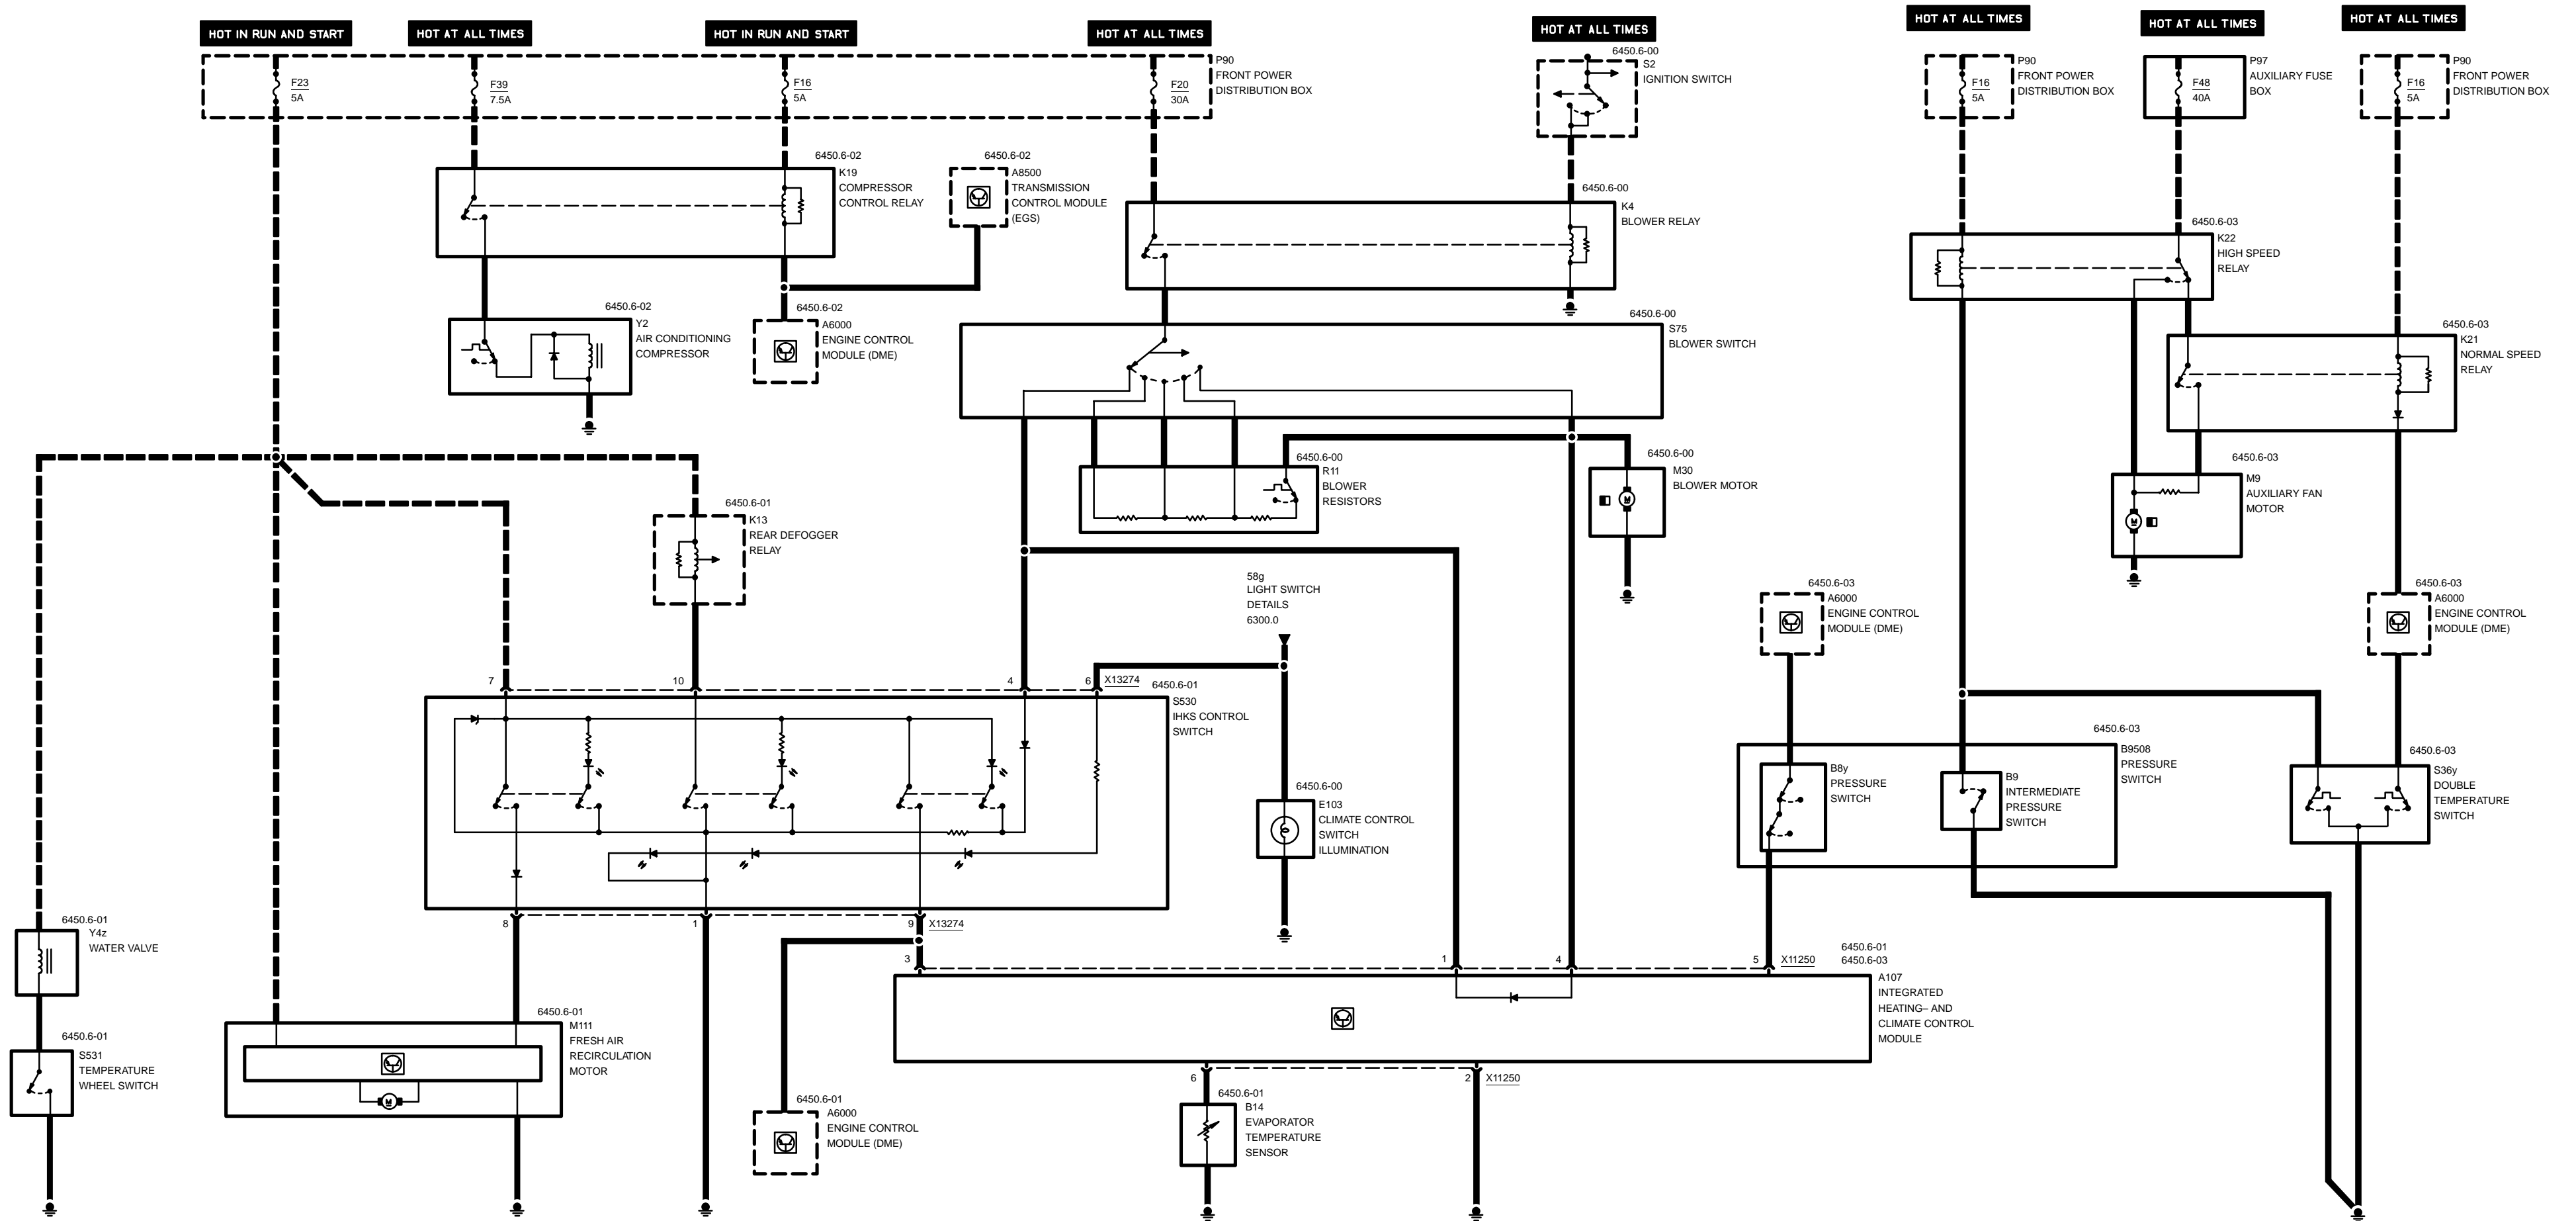 HOT IN RUN AND START
HOT AT ALL TIMES
HOT IN RUN AND START
HOT AT ALL TIMES
HOT AT ALL TIMES
HOT AT ALL TIMES
HOT AT ALL TIMES
HOT AT ALL TIMES
F23
5A
F39
7.5A
F16
5A
F20
30A
P90
FRONT POWER
DISTRIBUTION BOX
6450.6-00
S2
IGNITION SWITCH
F16
5A
P90
FRONT POWER
DISTRIBUTION BOX
F48
40A
P97
AUXILIARY FUSE
BOX
F16
5A
P90
FRONT POWER
DISTRIBUTION BOX
6450.6-02
K19
COMPRESSOR
CONTROL RELAY
6450.6-02
A8500
TRANSMISSION
CONTROL MODULE
(EGS)
6450.6-00
K4
BLOWER RELAY
6450.6-03
K22
HIGH SPEED
RELAY
6450.6-02
Y2
AIR CONDITIONING
COMPRESSOR
6450.6-02
A6000
ENGINE CONTROL
MODULE (DME)
6450.6-00
S75
BLOWER SWITCH
6450.6-03
K21
NORMAL SPEED
RELAY
6450.6-00
R11
BLOWER
RESISTORS
6450.6-00
M30
BLOWER MOTOR
M
6450.6-03
M9
AUXILIARY FAN
MOTOR
M
6450.6-01
K13
REAR DEFOGGER
RELAY
58g
LIGHT SWITCH
DETAILS
6300.0
6450.6-03
A6000
ENGINE CONTROL
MODULE (DME)
6450.6-03
A6000
ENGINE CONTROL
MODULE (DME)
7
10
4
6
X13274
6450.6-01
S530
IHKS CONTROL
SWITCH
6450.6-00
E103
CLIMATE CONTROL
SWITCH
ILLUMINATION
6450.6-03
B9508
PRESSURE
SWITCH
B8y
PRESSURE
SWITCH
B9
INTERMEDIATE
PRESSURE
SWITCH
6450.6-03
S36y
DOUBLE
TEMPERATURE
SWITCH
8
1
9
X13274
6450.6-01
Y4z
WATER VALVE
3
1
4
5
X11250
6450.6-01
6450.6-03
A107
INTEGRATED
HEATING– AND
CLIMATE CONTROL
MODULE
6450.6-01
S531
TEMPERATURE
WHEEL SWITCH
6450.6-01
M111
FRESH AIR
RECIRCULATION
MOTOR
M
6450.6-01
A6000
ENGINE CONTROL
MODULE (DME)
6
2
X11250
6450.6-01
B14
EVAPORATOR
TEMPERATURE
SENSOR